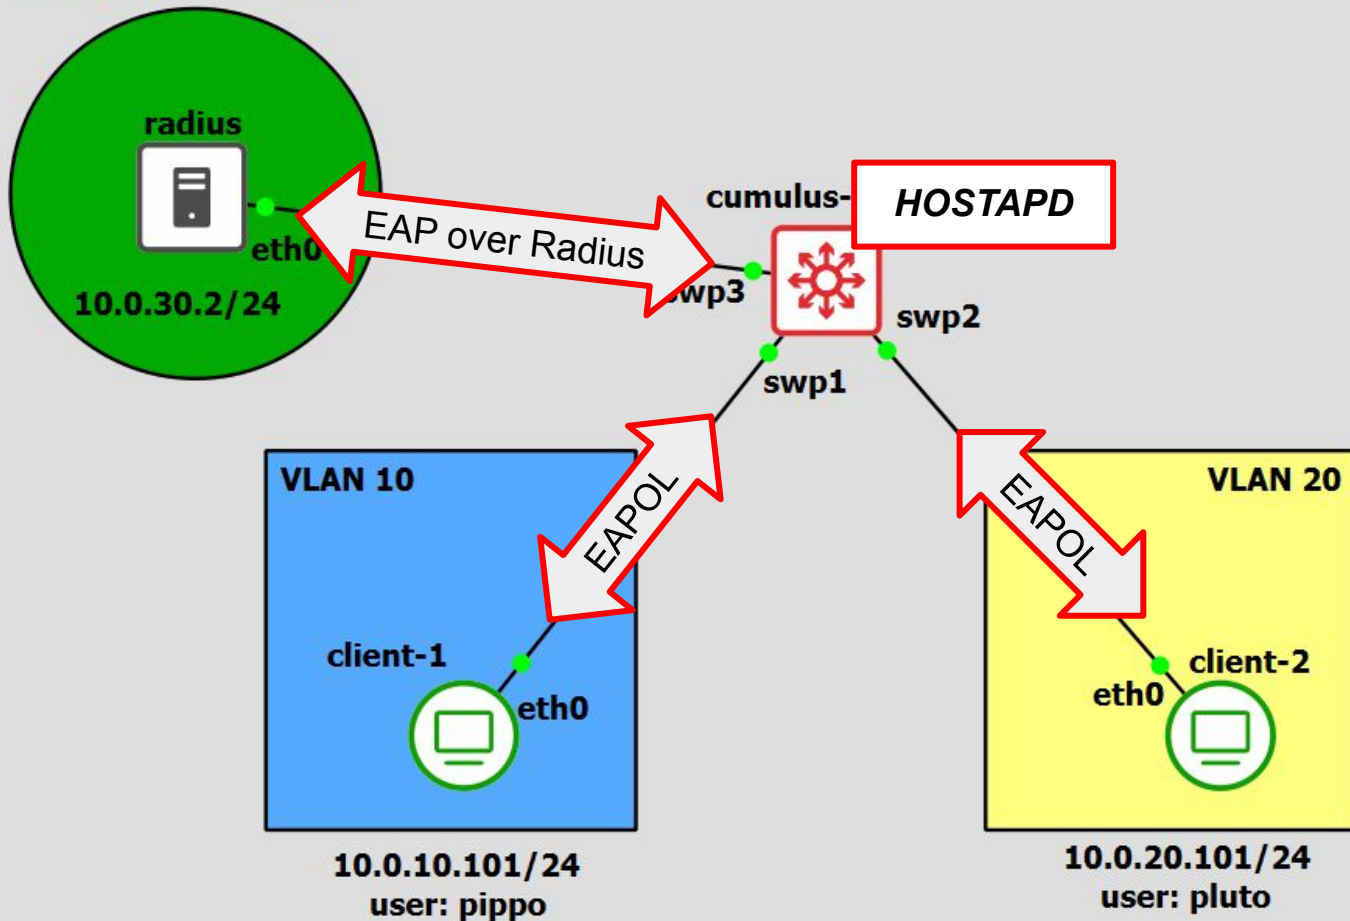 radius
eth0
10.0.30.2/24
EAP over Radius
cumulus-
HOSTAPD
swp3
swp2
swp1
VLAN 10
EAPOL
client-1
eth0
10.0.10.101/24
user: pippo
VLAN 20
EAPOL
client-2
eth0
10.0.20.101/24
user: pluto